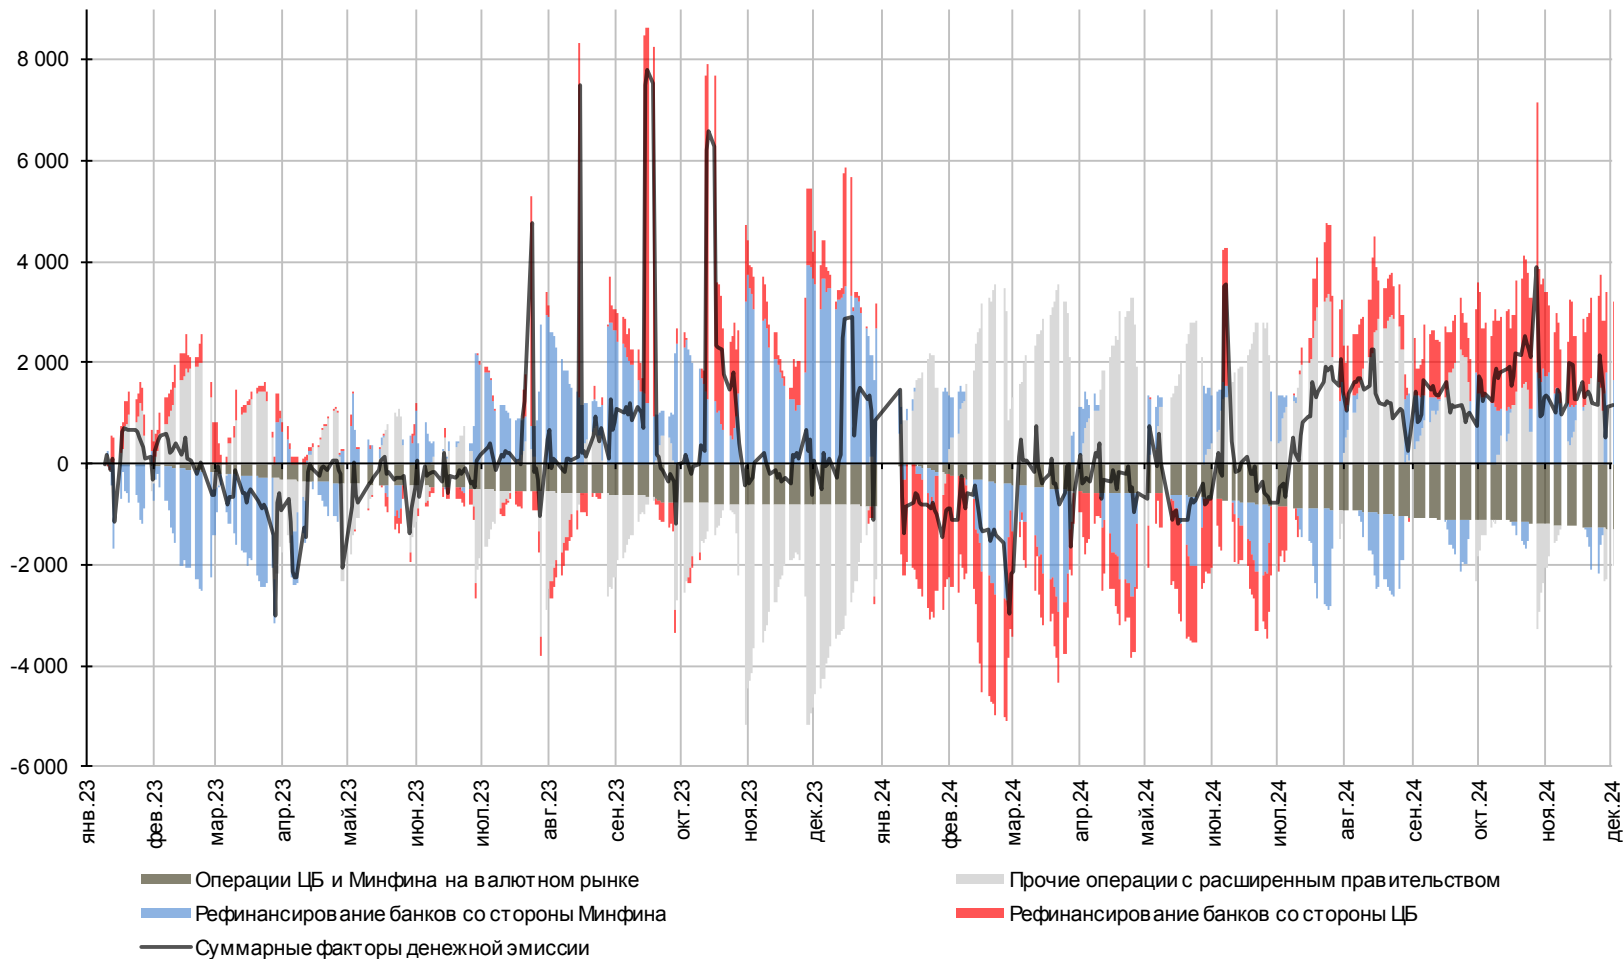 8 000
6 000
4 000
2 000
0
-2 000
-4 000
-6 000
янв.23
фев.23
мар.23
апр.23
май.23
июн.23
июл.23
авг.23
сен.23
окт.23
ноя.23
дек.23
янв.24
фев.24
мар.24
апр.24
май.24
июн.24
июл.24
авг.24
сен.24
окт.24
ноя.24
дек.24
Операции ЦБ и Минфина на валютном рынке
Прочие операции с расширенным правительством
Рефинансирование банков со стороны Минфина
Рефинансирование банков со стороны ЦБ
Суммарные факторы денежной эмиссии